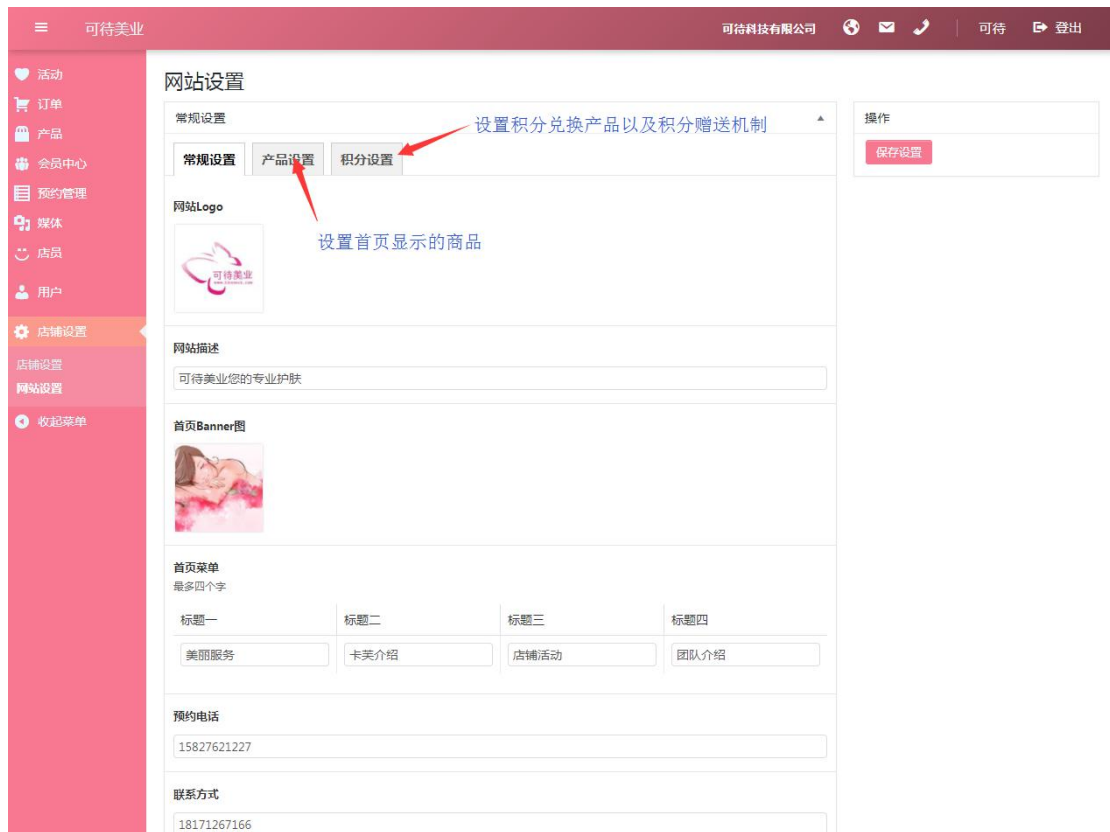 可待美业
可待科技有限公司
可待
登出
活动
订单
产品
会员中心
预约管理
媒体
店员
用户
店铺设置
店铺设置
网站设置
收起菜单
网站设置
常规设置
设置积分兑换产品以及积分赠送机制
常规设置 产品设置 积分设置
设置首页显示的商品
网站Logo
可待美业
网站描述
可待美业您的专业护肤
首页Banner图
首页菜单
最多四个字
标题一 标题二 标题三 标题四
美丽服务 卡芙介绍 店铺活动 团队介绍
预约电话
15827621227
联系方式
18171267166
操作
保存设置